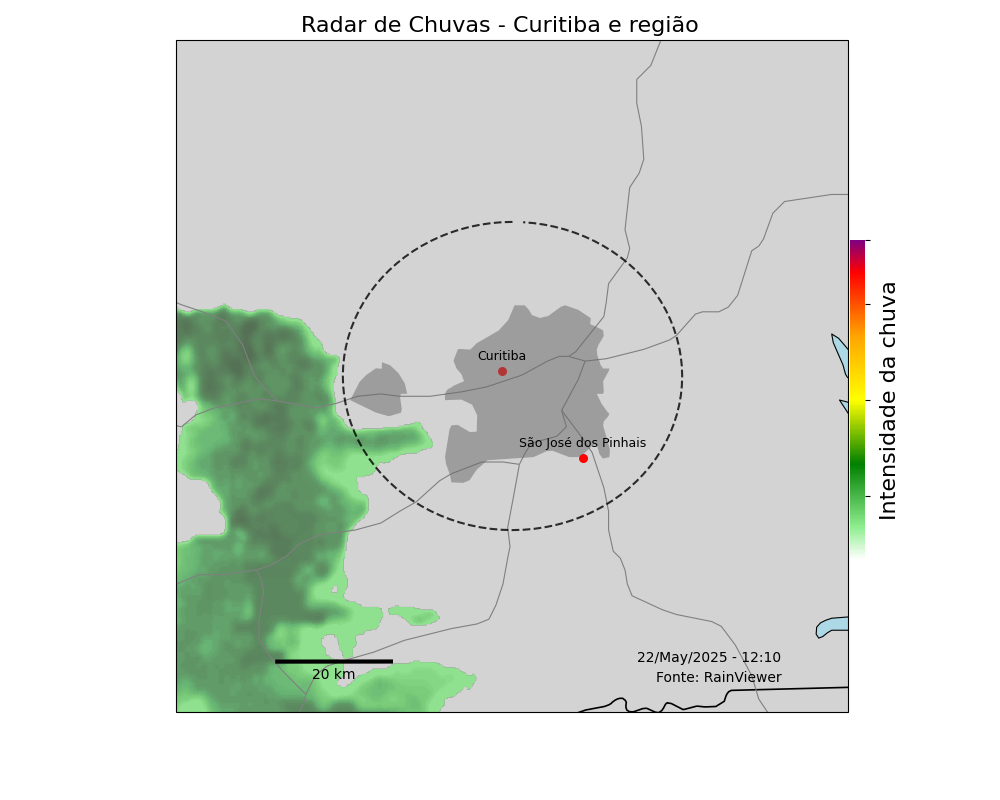 Radar de Chuvas - Curitiba e região
Curitiba
São José dos Pinhais
Intensidade da chuva
22/May/2025 - 12:10
20 km
Fonte: RainViewer